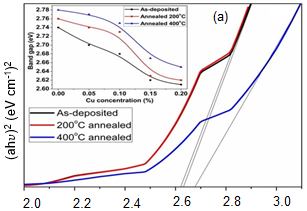 (a)
As-deposited
Annealed 200°C
Annealed 400°C
Band gap (eV)
2.78
2.76
2.74
2.72
2.70
2.68
2.66
2.64
2.62
2.60
0.00 0.05 0.10 0.15 0.20
Cu concentration (%)
As-deposited
200°C annealed
400°C annealed
(ahυ)² (eV cm⁻¹)²
2.0 2.2 2.4 2.6 2.8 3.0